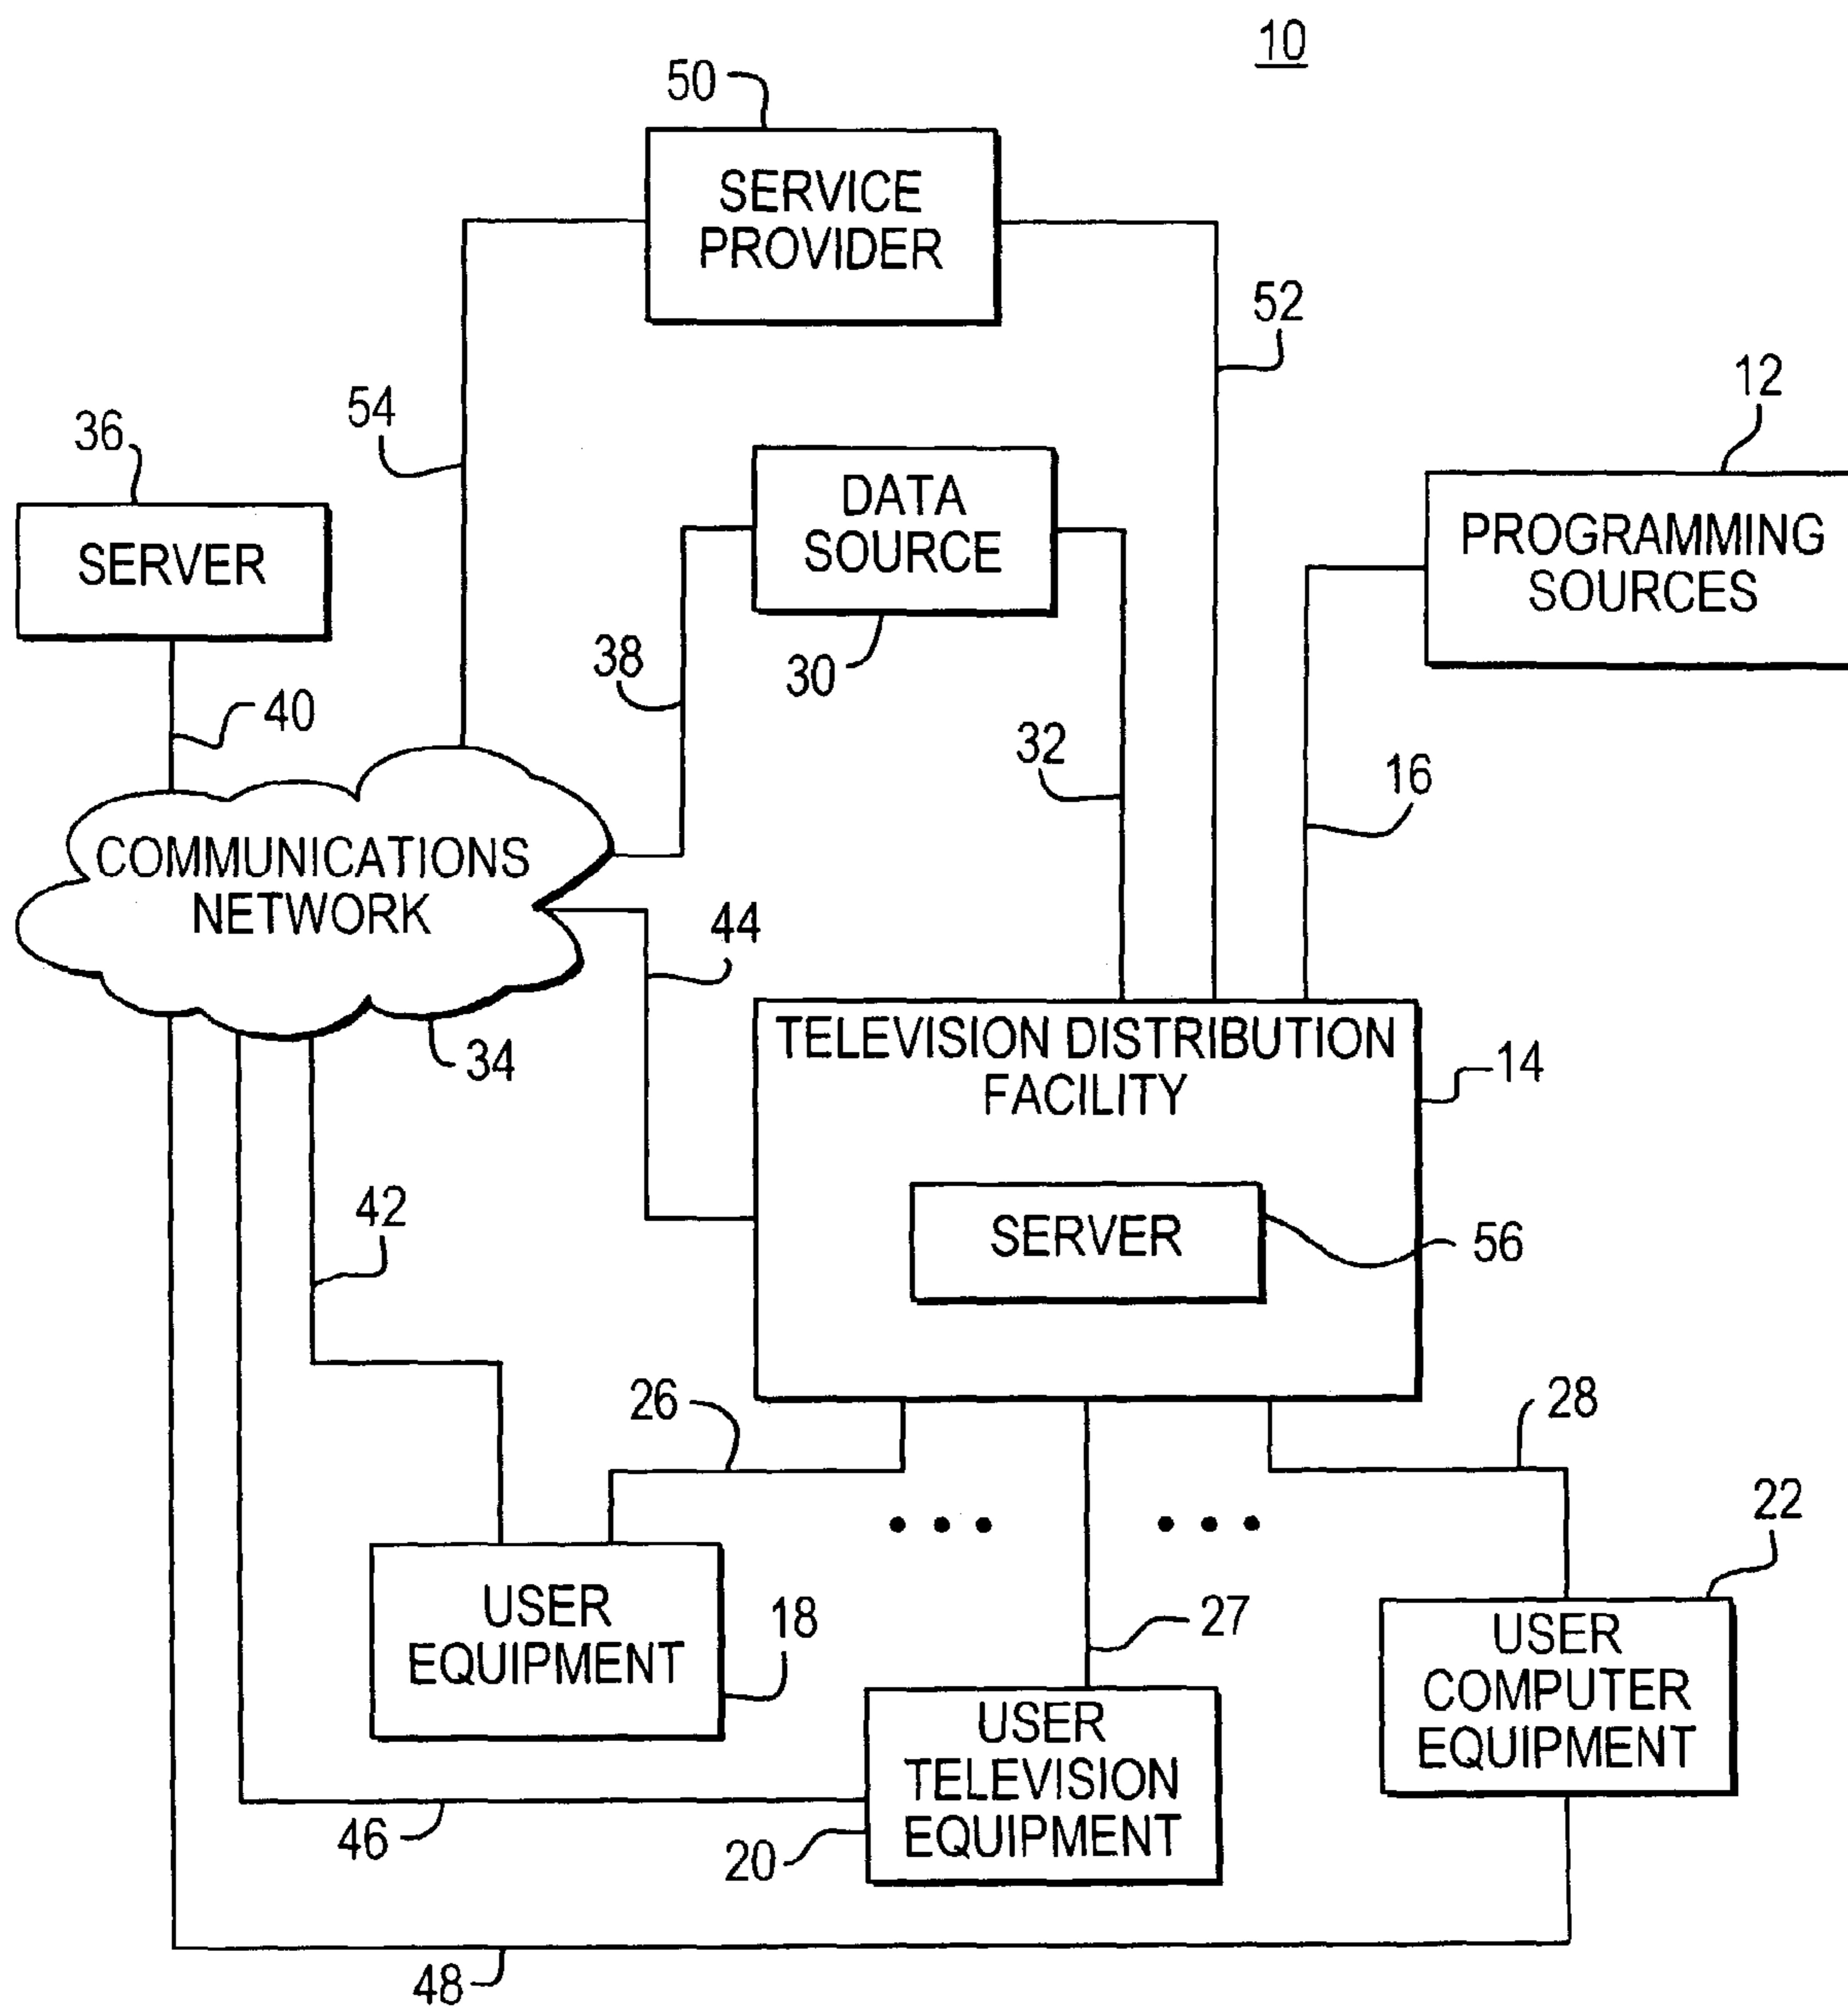 10
50
SERVICE
PROVIDER
52
54
12
36
DATA
SOURCE
PROGRAMMING
SOURCES
SERVER
38
30
40
32
16
COMMUNICATIONS
NETWORK
44
34
TELEVISION DISTRIBUTION
FACILITY
14
42
SERVER
56
26
28
22
USER
EQUIPMENT
18
27
USER
COMPUTER
EQUIPMENT
USER
TELEVISION
EQUIPMENT
46
20
48